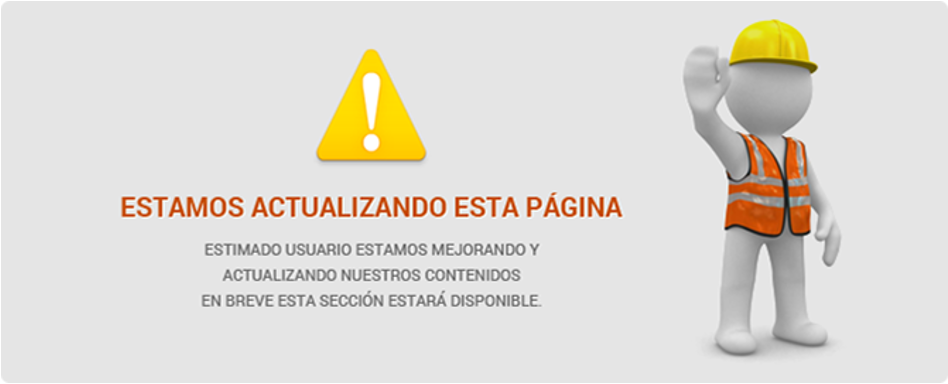 ESTAMOS ACTUALIZANDO ESTA PÁGINA
ESTIMADO USUARIO ESTAMOS MEJORANDO Y
ACTUALIZANDO NUESTROS CONTENIDOS
EN BREVE ESTA SECCIÓN ESTARÁ DISPONIBLE.